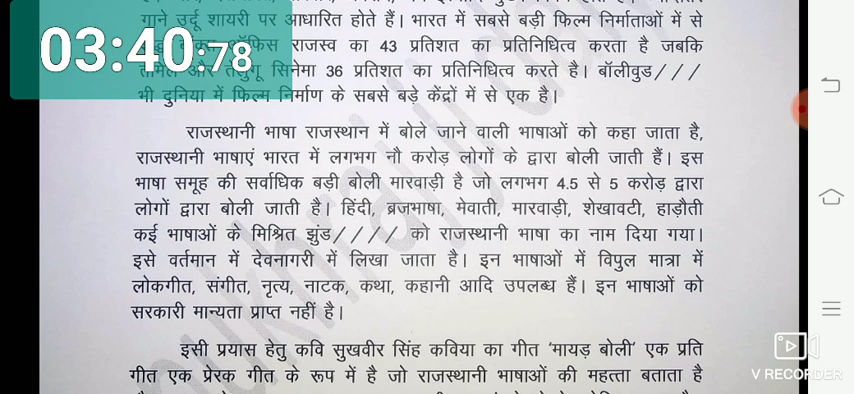 गाने उर्दू शायरी पर आधारित होते हैं। भारत में सबसे बड़ी फिल्म निर्माताओं में से
ऑफिस राजस्व का 43 प्रतिशत का प्रतिनिधित्व करता है जबकि
03:40:78
तमिल और तेलुगू सिनेमा 36 प्रतिशत का प्रतिनिधित्व करते है। बॉलीवुड///
भी दुनिया में फिल्म निर्माण के सबसे बड़े केंद्रों में से एक है।
राजस्थानी भाषा राजस्थान में बोले जाने वाली भाषाओं को कहा जाता है,
राजस्थानी भाषाएं भारत में लगभग नौ करोड़ लोगों के द्वारा बोली जाती हैं। इस
भाषा समूह की सर्वाधिक बड़ी बोली मारवाड़ी है जो लगभग 4.5 से 5 करोड़ द्वारा
लोगों द्वारा बोली जाती है। हिंदी, ब्रजभाषा, मेवाती, मारवाड़ी, शेखावटी, हाड़ौती
कई भाषाओं के मिश्रित झुंड//// को राजस्थानी भाषा का नाम दिया गया।
इसे वर्तमान में देवनागरी में लिखा जाता है। इन भाषाओं में विपुल मात्रा में
लोकगीत, संगीत, नृत्य, नाटक, कथा, कहानी आदि उपलब्ध हैं। इन भाषाओं को
सरकारी मान्यता प्राप्त नहीं है।
इसी प्रयास हेतु कवि सुखवीर सिंह कविया का गीत 'मायड़ बोली' एक प्रति
गीत एक प्रेरक गीत के रूप में है जो राजस्थानी भाषाओं की महत्ता बताता है
V RECORDER